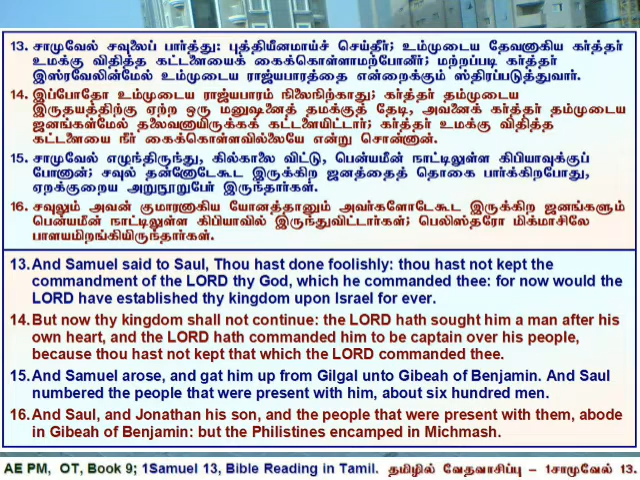 13. சாமுவேல் சவுலைப் பார்த்து: புத்தியீனமாய்ச் செய்தீர்; உம்முடைய தேவனாகிய கர்த்தர்
உமக்கு விதித்த கட்டளையைக் கைக்கொள்ளாமற்போனீர்; மற்றப்படி கர்த்தர்
இஸ்ரவேலின்மேல் உம்முடைய ராஜ்யபாரத்தை என்றைக்கும் ஸ்திரப்படுத்துவார்.
14. இப்போதோ உம்முடைய ராஜ்யபாரம் நிலைநிற்காது; கர்த்தர் தம்முடைய
இருதயத்திற்கு ஏற்ற ஒரு மனுஷனைத் தமக்குத் தேடி, அவனைக் கர்த்தர் தம்முடைய
ஜனங்கள்மேல் தலைவனாயிருக்கக் கட்டளையிட்டார்; கர்த்தர் உமக்கு விதித்த
கட்டளையை நீர் கைக்கொள்ளவில்லையே என்று சொன்னான்.
15. சாமுவேல் எழுந்திருந்து, கில்காலை விட்டு, பென்யமீன் நாட்டிலுள்ள கிபியாவுக்குப்
போனான்; சவுல் தன்னோடேகூட இருக்கிற ஜனத்தைத் தொகை பார்க்கிறபோது,
ஏறக்குறைய அறுநூறுபேர் இருந்தார்கள்.
16. சவுலும் அவன் குமாரனாகிய யோனத்தானும் அவர்களோடேகூட இருக்கிற ஜனங்களும்
பென்யமீன் நாட்டிலுள்ள கிபியாவில் இருந்துவிட்டார்கள்; பெலிஸ்தரோ மிக்மாசிலே
பாளயமிறங்கியிருந்தார்கள்.
13. And Samuel said to Saul, Thou hast done foolishly: thou hast not kept the
commandment of the LORD thy God, which he commanded thee: for now would the
LORD have established thy kingdom upon Israel for ever.
14. But now thy kingdom shall not continue: the LORD hath sought him a man after his
own heart, and the LORD hath commanded him to be captain over his people,
because thou hast not kept that which the LORD commanded thee.
15. And Samuel arose, and gat him up from Gilgal unto Gibeah of Benjamin. And Saul
numbered the people that were present with him, about six hundred men.
16. And Saul, and Jonathan his son, and the people that were present with them, abode
in Gibeah of Benjamin: but the Philistines encamped in Michmash.
AE PM, OT, Book 9; 1Samuel 13, Bible Reading in Tamil. தமிழில் வேதவாசிப்பு – 1சாமுவேல் 13.